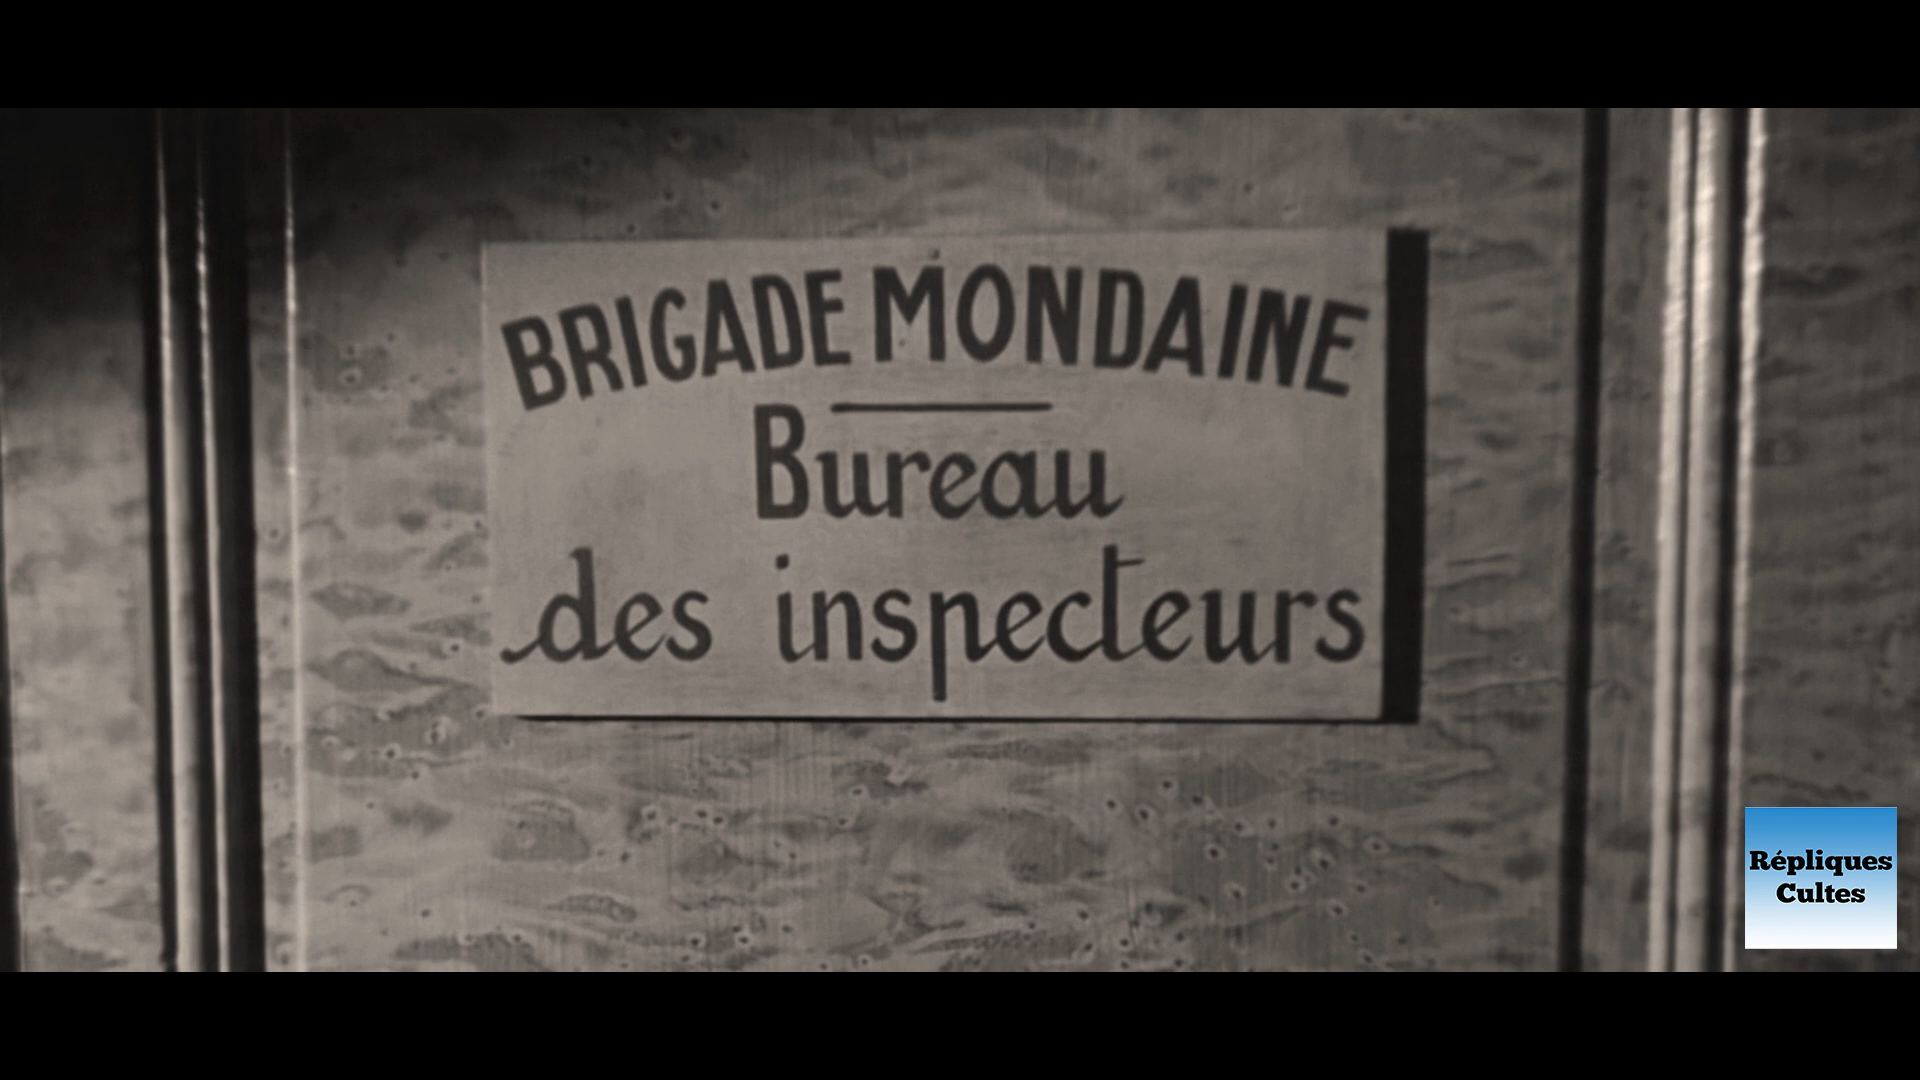 BRIGADE MONDAINE
Bureau
des inspecteurs
Répliques
Cultes